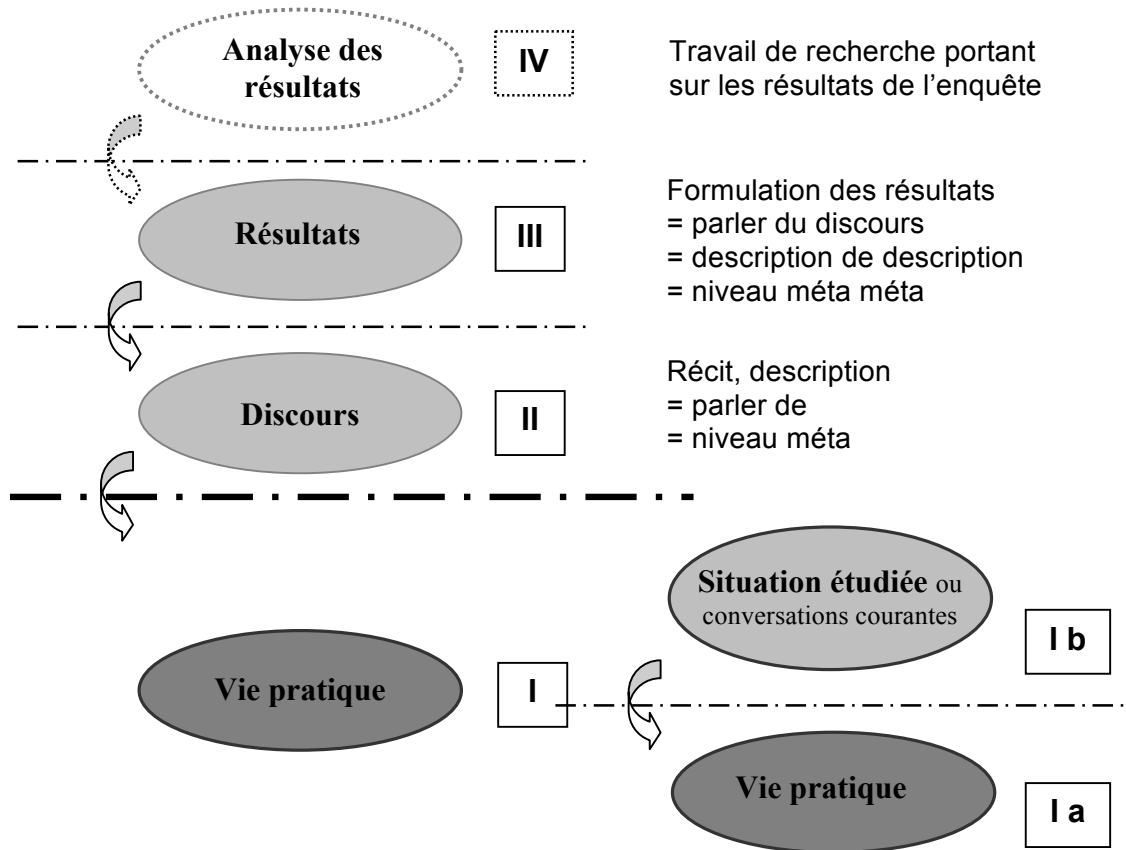 Analyse des
résultats
IV
Travail de recherche portant
sur les résultats de l’enquête
Résultats
III
Formulation des résultats
= parler du discours
= description de description
= niveau méta méta
Discours
II
Récit, description
= parler de
= niveau méta
Situation étudiée ou
conversations courantes
I b
Vie pratique
I
Vie pratique
I a